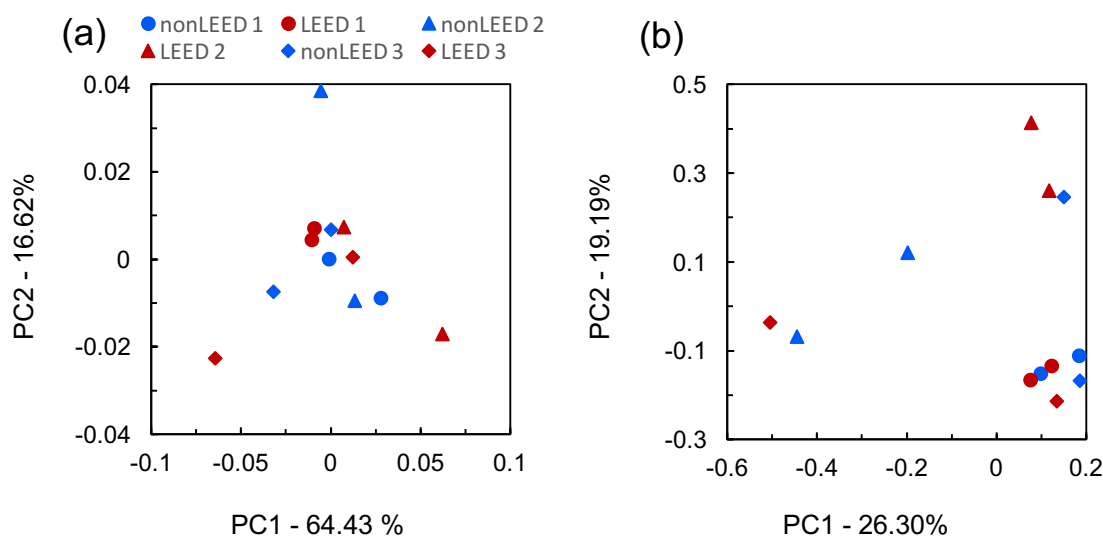 (a)
nonLEED 1 LEED 1 nonLEED 2
LEED 2 nonLEED 3 LEED 3
0.04
0.02
0
-0.02
-0.04
PC2 - 16.62%
-0.1 -0.05 0 0.05 0.1
PC1 - 64.43 %
(b)
0.5
0.3
0.1
-0.1
-0.3
PC2 - 19.19%
-0.6 -0.4 -0.2 0 0.2
PC1 - 26.30%